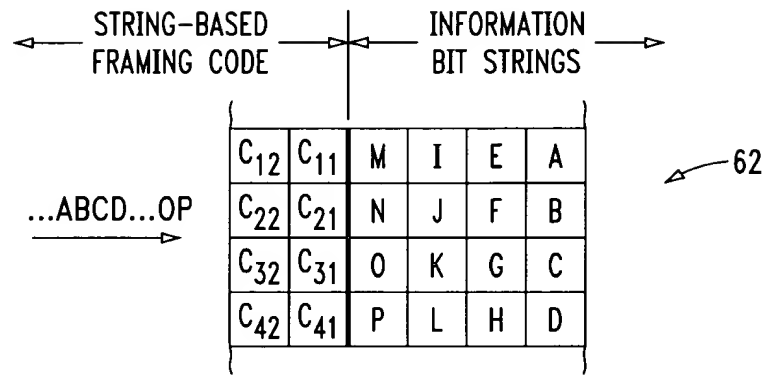 STRING-BASED FRAMING CODE
INFORMATION BIT STRINGS
C12 C11 M I E A
62
...ABCD...OP
C22 C21 N J F B
C32 C31 O K G C
C42 C41 P L H D